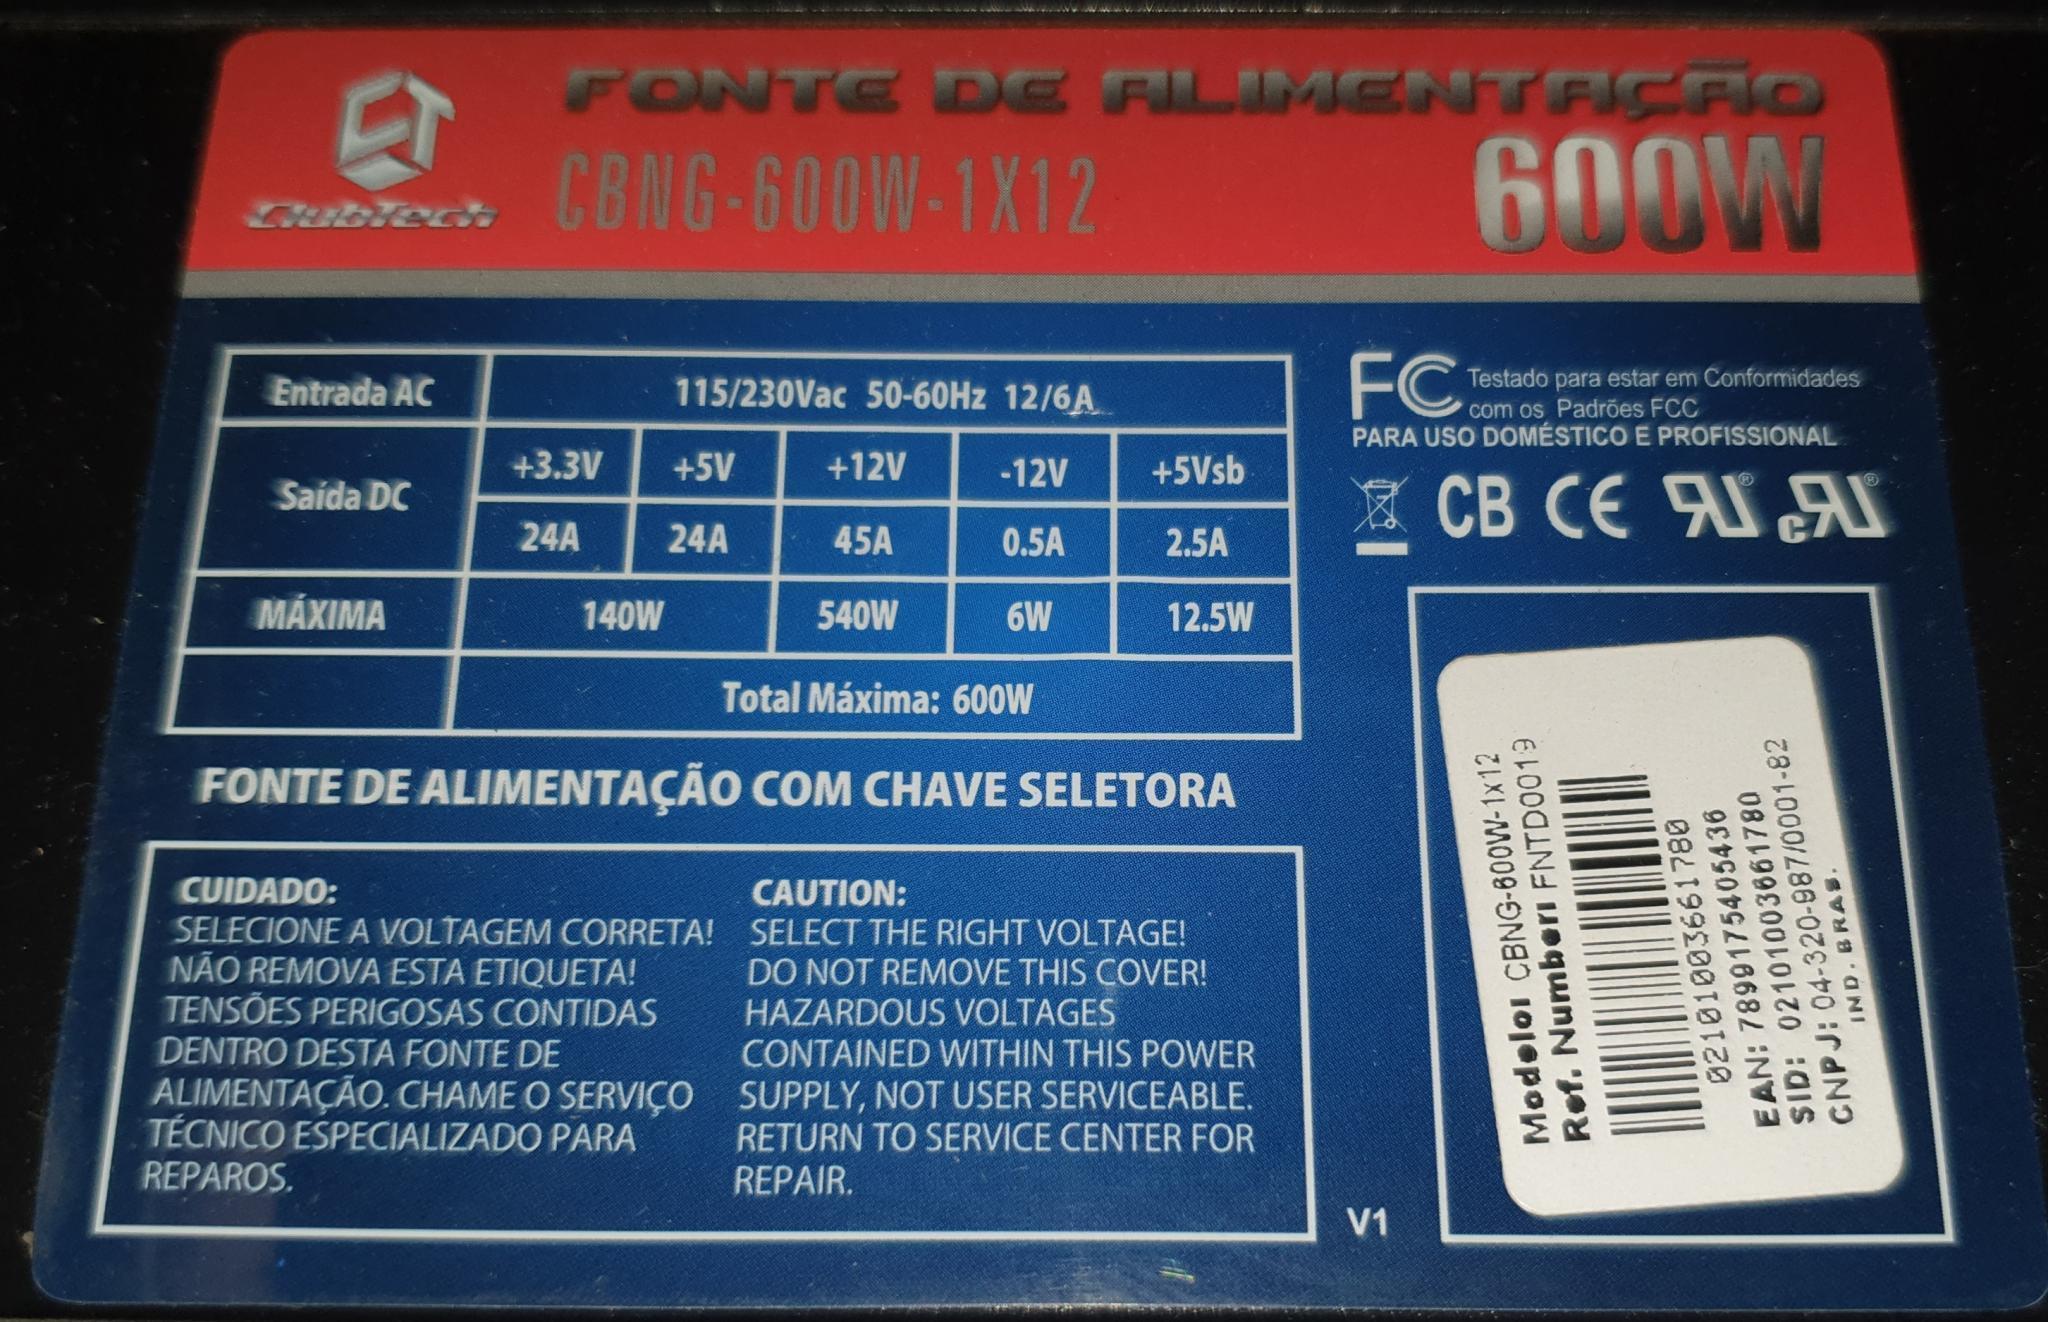 FONTE DE ALIMENTAÇÃO
ClubTech
CBNG-600W-1X12
600W
Entrada AC 115/230Vac 50-60Hz 12/6A
Saída DC +3.3V +5V +12V -12V +5Vsb
24A 24A 45A 0.5A 2.5A
MÁXIMA 140W 540W 6W 12.5W
Total Máxima: 600W
FC Testado para estar em Conformidades
com os Padrões FCC
PARA USO DOMÉSTICO E PROFISSIONAL
CB CE RU® cRU®
FONTE DE ALIMENTAÇÃO COM CHAVE SELETORA
CUIDADO:
SELECIONE A VOLTAGEM CORRETA!
NÃO REMOVA ESTA ETIQUETA!
TENSÕES PERIGOSAS CONTIDAS
DENTRO DESTA FONTE DE
ALIMENTAÇÃO. CHAME O SERVIÇO
TÉCNICO ESPECIALIZADO PARA
REPAROS.
CAUTION:
SELECT THE RIGHT VOLTAGE!
DO NOT REMOVE THIS COVER!
HAZARDOUS VOLTAGES
CONTAINED WITHIN THIS POWER
SUPPLY, NOT USER SERVICEABLE.
RETURN TO SERVICE CENTER FOR
REPAIR.
V1
Modelo: CBNG-600W-1x12
Ref. Number: FNTD0019
02101003661780
EAN: 7899175405436
SID: 02101003661780
CNPJ: 04-320-987/0001-82
IND. BRAS.